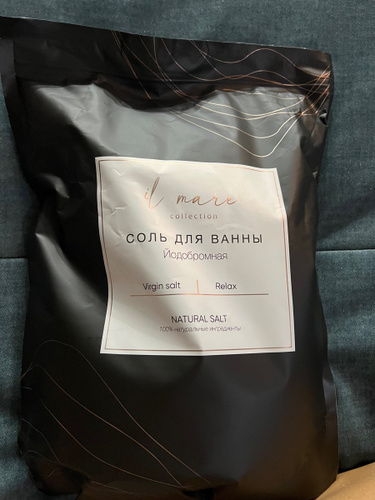 il mare
collection
СОЛЬ ДЛЯ ВАННЫ
Йодобромная
Virgin salt | Relax
NATURAL SALT
100% натуральные ингредиенты